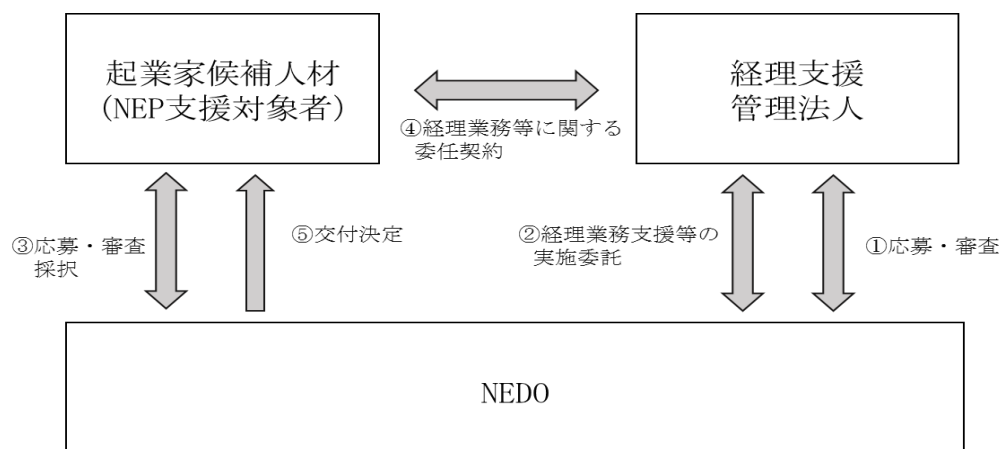 起業家候補人材
(NEP支援対象者)
経理支援
管理法人
④経理業務等に関する
委任契約
③応募・審査
採択
⑤交付決定
②経理業務支援等の
実施委託
①応募・審査
NEDO